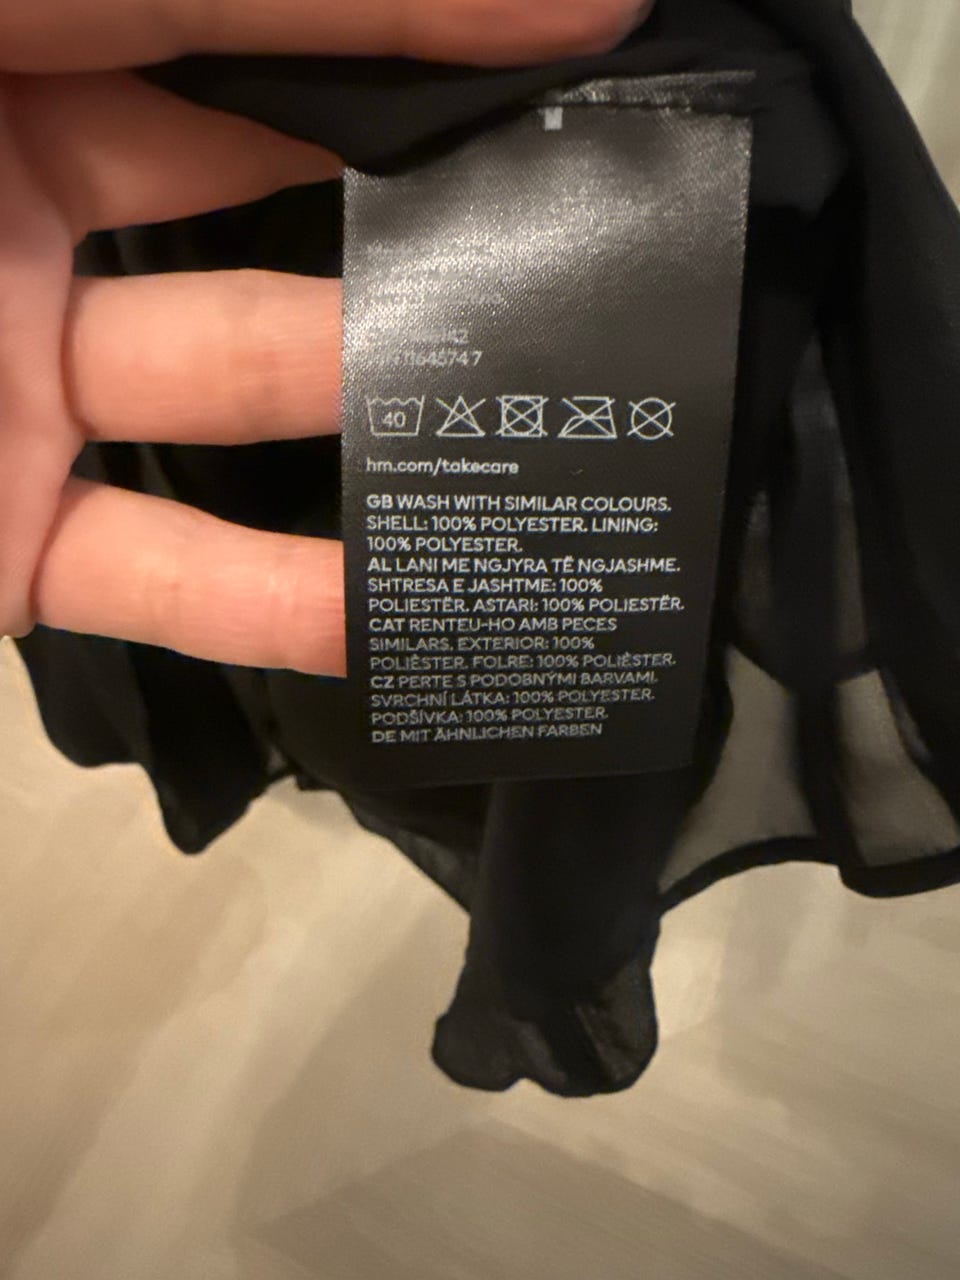 11645747
40
hm.com/takecare
GB WASH WITH SIMILAR COLOURS.
SHELL: 100% POLYESTER. LINING:
100% POLYESTER.
AL LANI ME NGJYRA TË NGJASHME.
SHTRESA E JASHTME: 100%
POLIESTËR. ASTARI: 100% POLIESTËR.
CAT RENTEU-HO AMB PECES
SIMILARS. EXTERIOR: 100%
POLIÈSTER. FOLRE: 100% POLIÈSTER.
CZ PERTE S PODOBNÝMI BARVAMI.
SVRCHNÍ LÁTKA: 100% POLYESTER.
PODŠÍVKA: 100% POLYESTER.
DE MIT ÄHNLICHEN FARBEN